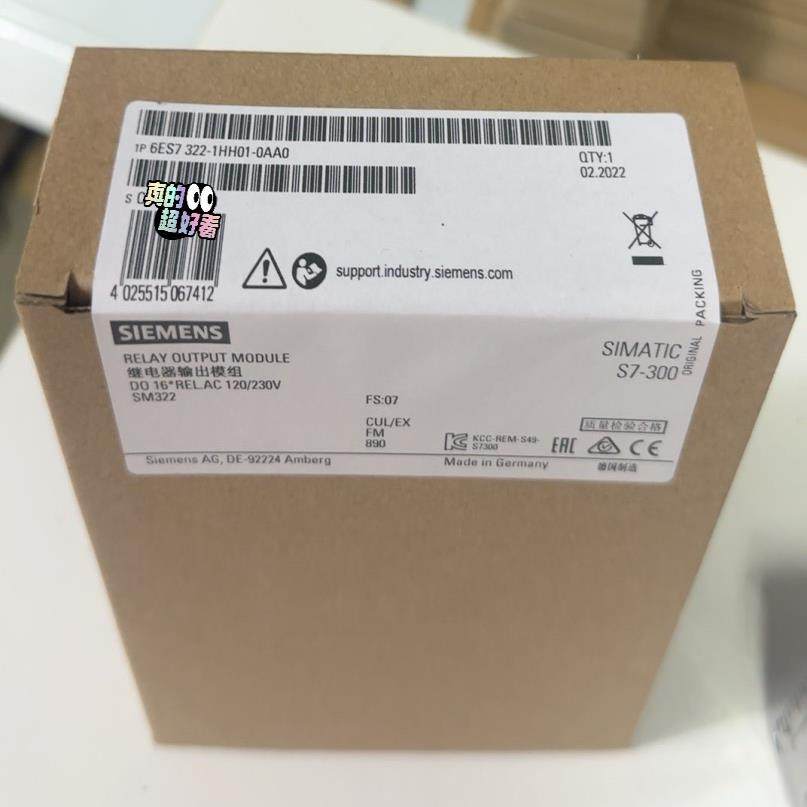 1P 6ES7 322-1HH01-0AA0
QTY:1
02.2022
S C
真的
超好看
4 025515 067412
support.industry.siemens.com
ORIGINAL PACKING
SIEMENS
SIMATIC
S7-300
RELAY OUTPUT MODULE
继电器输出模组
DO 16*REL.AC 120/230V
SM322
FS:07
CUL/EX
FM
890
KCC-REM-S49-
S7300
EAC
CE
质量检验合格
Siemens AG, DE-92224 Amberg
Made in Germany
德国制造